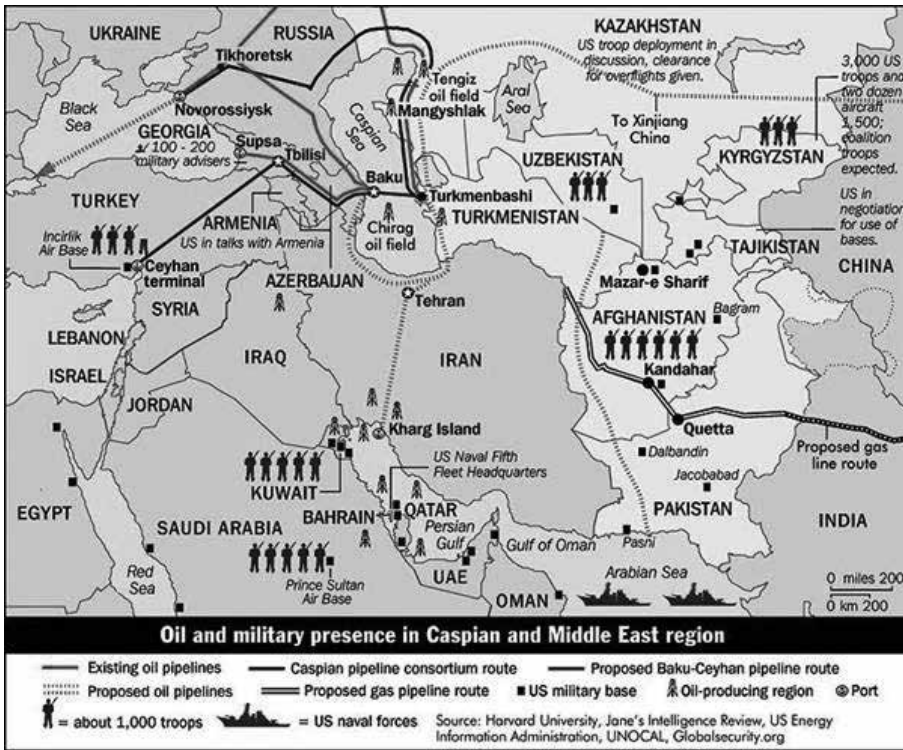 UKRAINE
RUSSIA
KAZAKHSTAN
US troop deployment in
discussion, clearance
for overflights given.
3,000 US
troops and
two dozen
aircraft
1,500;
coalition
troops
expected.
Tikhoretsk
Tengiz
oil field
Mangyshlak
Aral
Sea
Black
Sea
Novorossiysk
Caspian
Sea
To Xinjiang
China
GEORGIA
± 100 - 200
military advisers
Supsa
Tbilisi
UZBEKISTAN
KYRGYZSTAN
Baku
Turkmenbashi
TURKMENISTAN
US in
negotiation
for use of
bases.
TURKEY
ARMENIA
US in talks with Armenia
Chirag
oil field
TAJIKISTAN
CHINA
Incirlik
Air Base
Ceyhan
terminal
AZERBAIJAN
Tehran
Mazar-e Sharif
SYRIA
AFGHANISTAN
Bagram
LEBANON
IRAQ
IRAN
ISRAEL
Kandahar
JORDAN
Kharg Island
Quetta
Proposed gas
line route
US Naval Fifth
Fleet Headquarters
Dalbandin
KUWAIT
Jacobabad
EGYPT
BAHRAIN
QATAR
PAKISTAN
INDIA
SAUDI ARABIA
Persian
Gulf
Gulf of Oman
Pasni
Red
Sea
Prince Sultan
Air Base
UAE
OMAN
Arabian Sea
0 miles 200
0 km 200
Oil and military presence in Caspian and Middle East region
Existing oil pipelines
Caspian pipeline consortium route
Proposed Baku-Ceyhan pipeline route
Proposed oil pipelines
Proposed gas pipeline route
US military base
Oil-producing region
Port
= about 1,000 troops
= US naval forces
Source: Harvard University, Jane's Intelligence Review, US Energy
Information Administration, UNOCAL, Globalsecurity.org